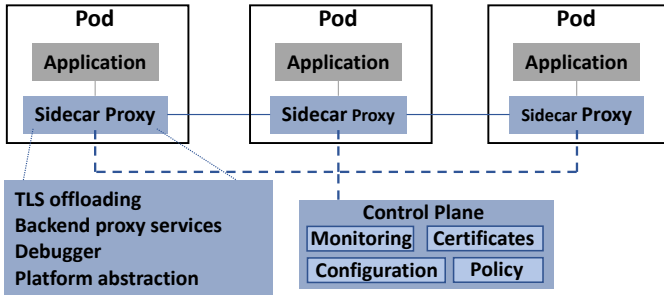 Pod
Pod
Pod
Application
Application
Application
Sidecar Proxy
Sidecar Proxy
Sidecar Proxy
TLS offloading
Backend proxy services
Debugger
Platform abstraction
Control Plane
Monitoring
Certificates
Configuration
Policy